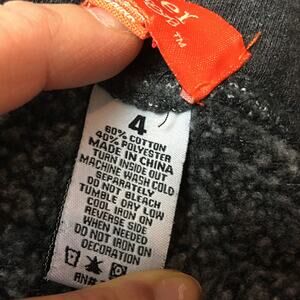 TM
4
60% COTTON
40% POLYESTER
MADE IN CHINA
TURN INSIDE OUT
MACHINE WASH COLD
SEPARATELY
DO NOT BLEACH
TUMBLE DRY LOW
COOL IRON ON
REVERSE SIDE
WHEN NEEDED
DO NOT IRON ON
DECORATION